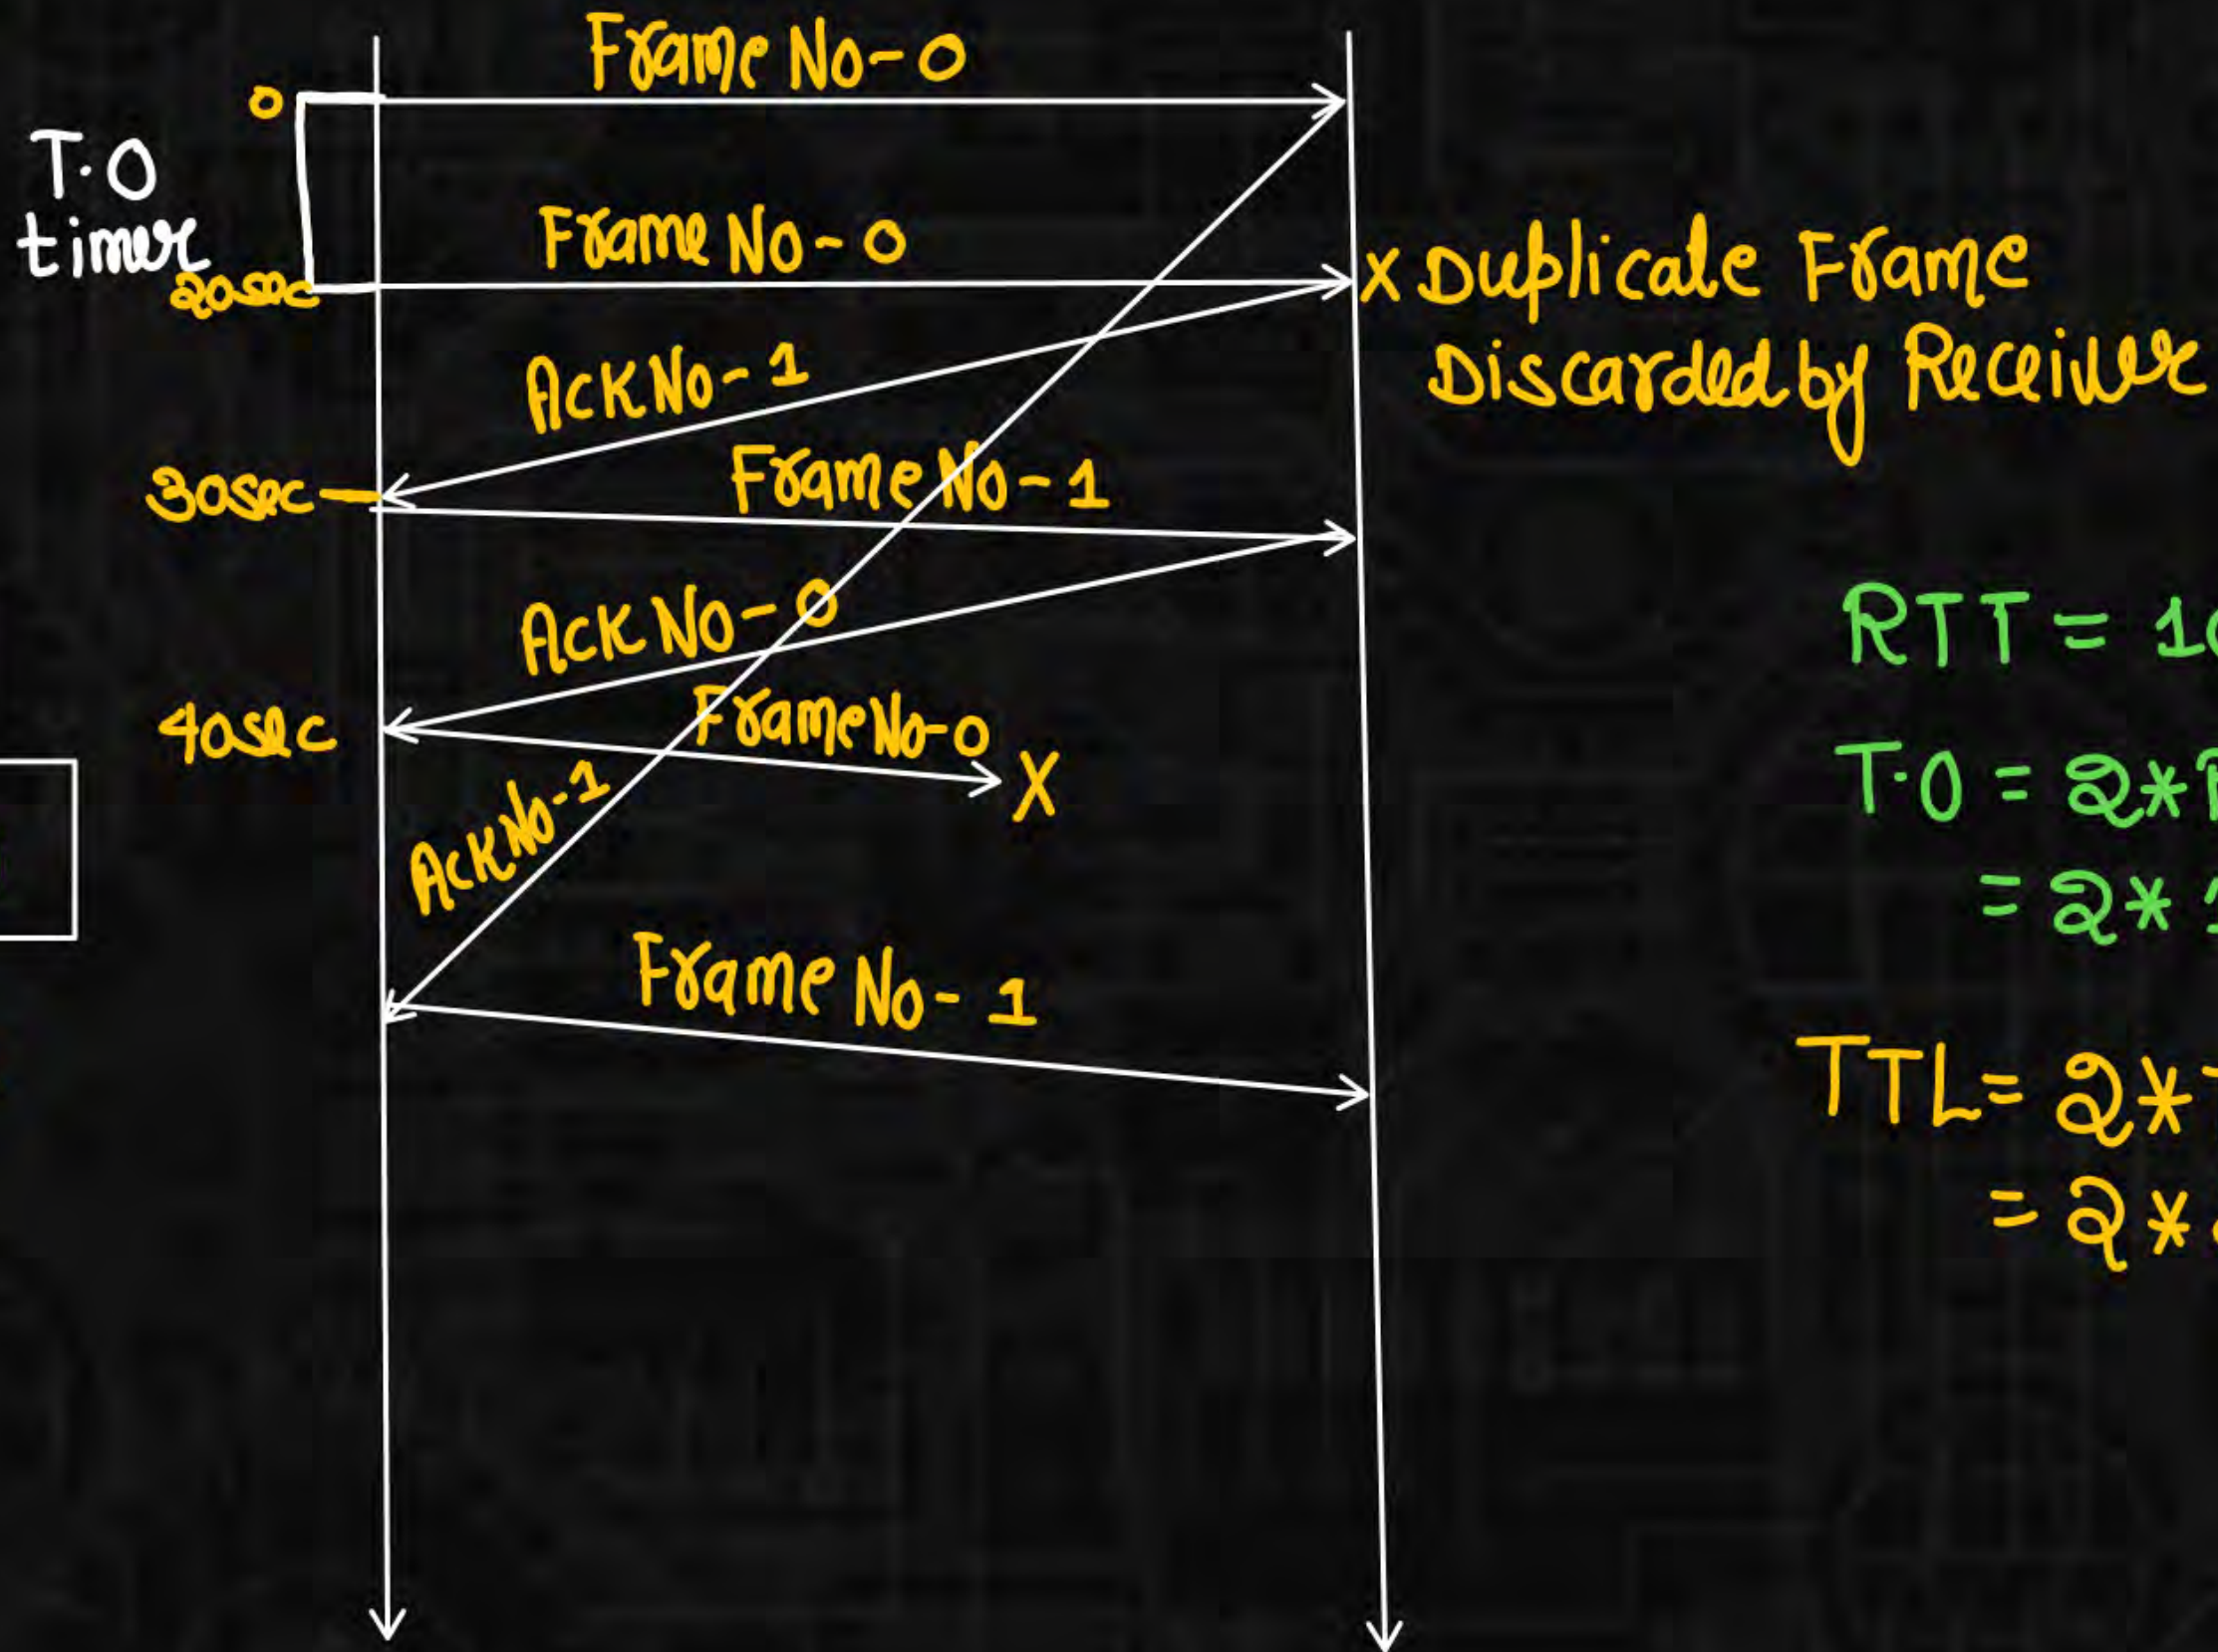 Frame No-0
0
T.O
timer
Frame No-0
20sec
X Duplicate Frame
Discarded by Receiver
Ack No-1
30sec
Frame No-1
Ack No-0
RTT = 10
40sec
Frame No-0
X
T.O = 2*
= 2*
Ack No-1
Frame No-1
TTL= 2*
= 2*